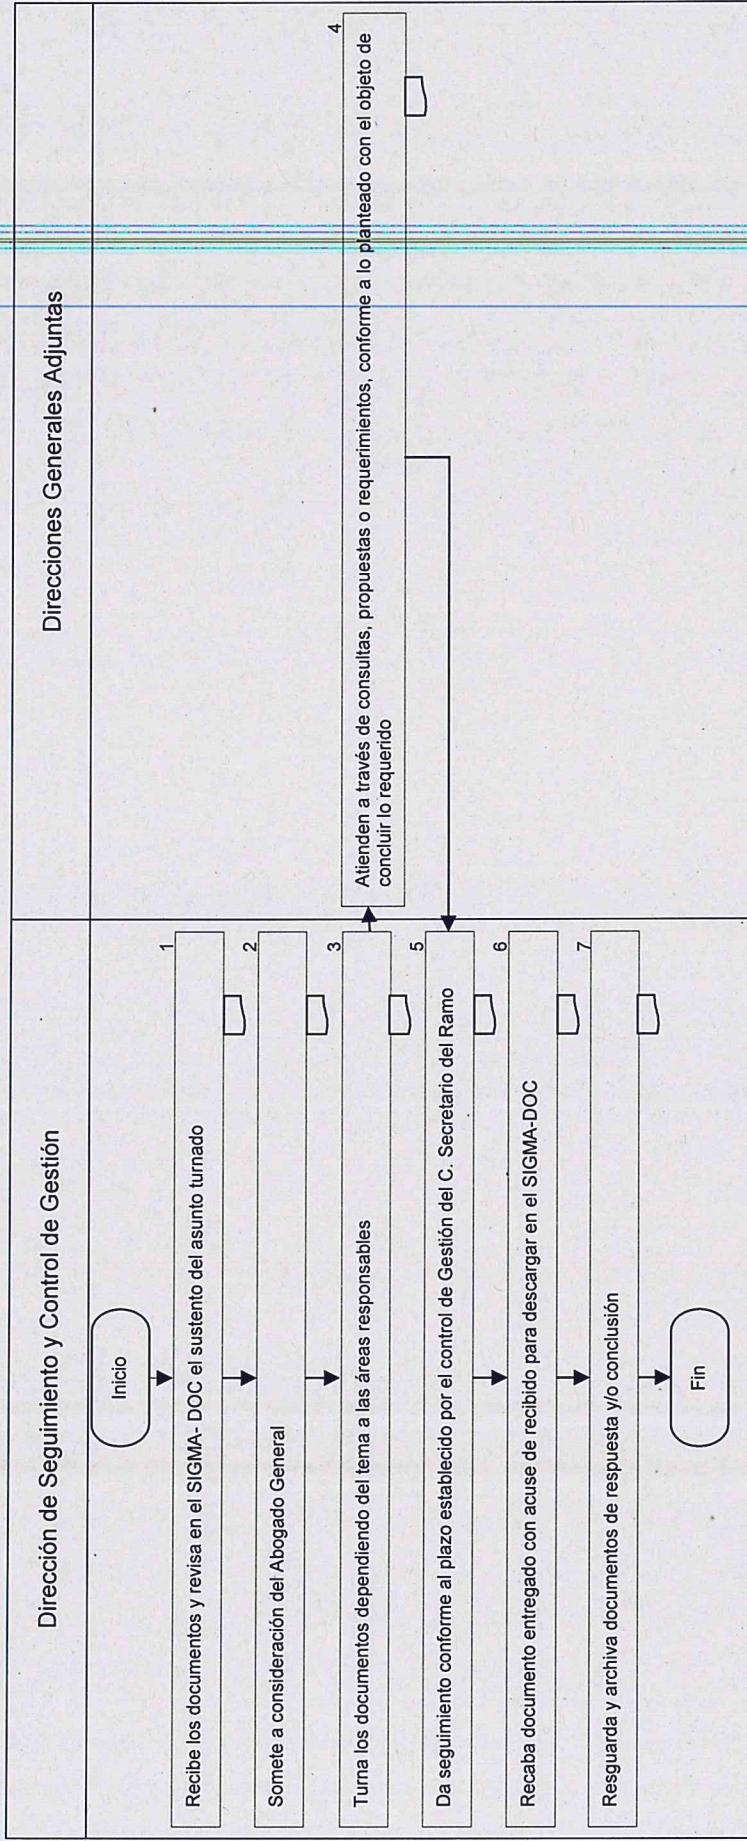 Dirección de Seguimiento y Control de Gestión
Direcciones Generales Adjuntas
Inicio
1
Recibe los documentos y revisa en el SIGMA- DOC el sustento del asunto turnado
2
Somete a consideración del Abogado General
3
Turna los documentos dependiendo del tema a las áreas responsables
4
Atienden a través de consultas, propuestas o requerimientos, conforme a lo planteado con el objeto de
concluir lo requerido
5
Da seguimiento conforme al plazo establecido por el control de Gestión del C. Secretario del Ramo
6
Recaba documento entregado con acuse de recibido para descargar en el SIGMA-DOC
7
Resguarda y archiva documentos de respuesta y/o conclusión
Fin